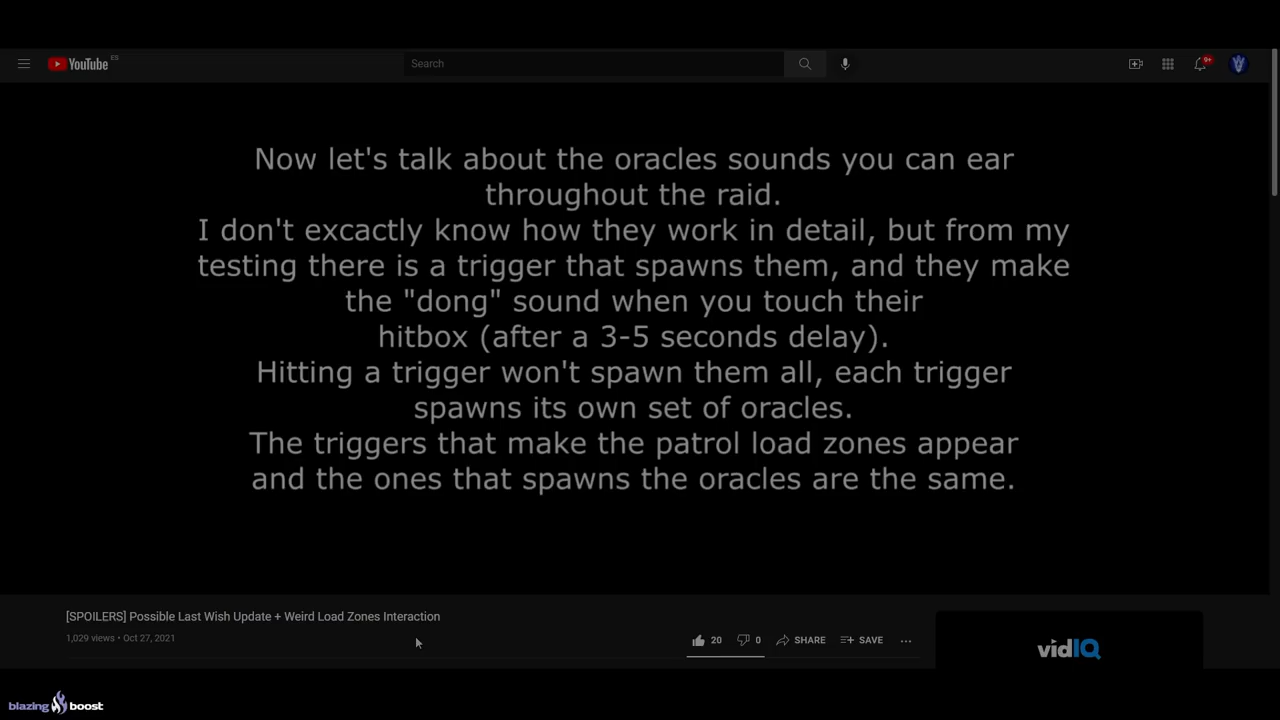 YouTube ES
Search
9+
Now let's talk about the oracles sounds you can ear
throughout the raid.
I don't excactly know how they work in detail, but from my
testing there is a trigger that spawns them, and they make
the "dong" sound when you touch their
hitbox (after a 3-5 seconds delay).
Hitting a trigger won't spawn them all, each trigger
spawns its own set of oracles.
The triggers that make the patrol load zones appear
and the ones that spawns the oracles are the same.
[SPOILERS] Possible Last Wish Update + Weird Load Zones Interaction
1,029 views • Oct 27, 2021
20 0 SHARE SAVE
vidIQ
blazing boost